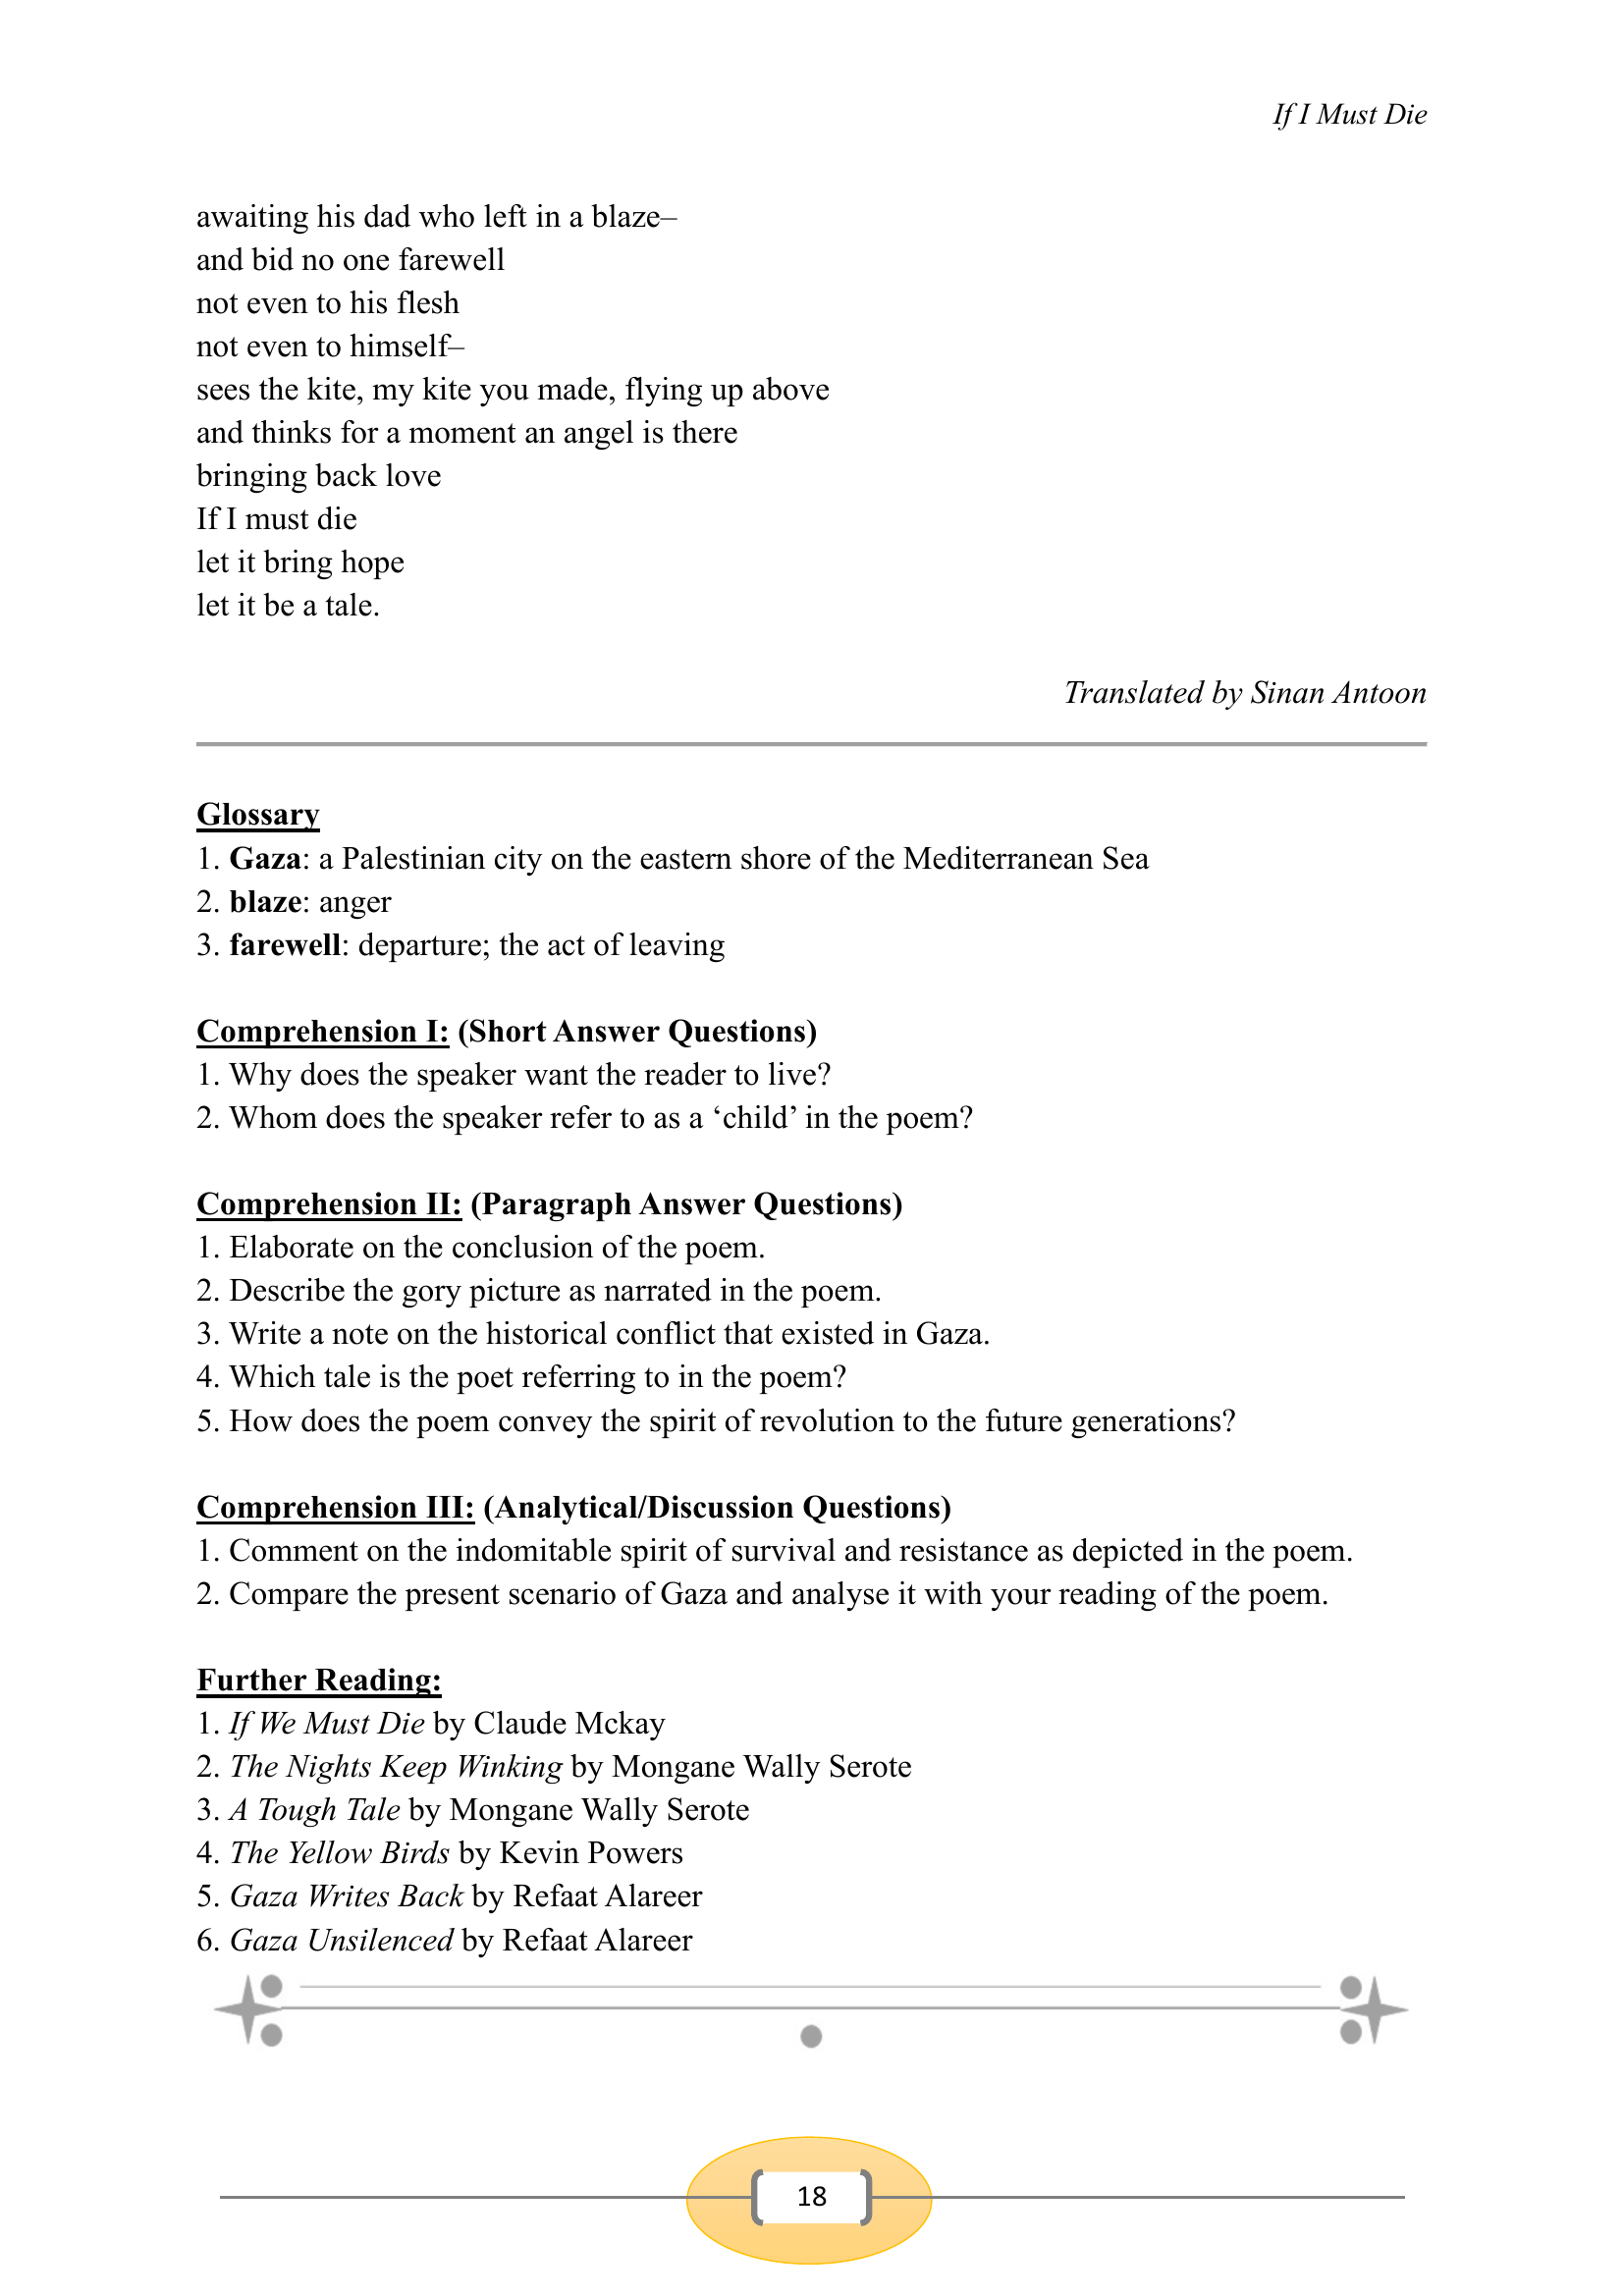 If I Must Die
awaiting his dad who left in a blaze–
and bid no one farewell
not even to his flesh
not even to himself–
sees the kite, my kite you made, flying up above
and thinks for a moment an angel is there
bringing back love
If I must die
let it bring hope
let it be a tale.
Translated by Sinan Antoon
Glossary
1. Gaza: a Palestinian city on the eastern shore of the Mediterranean Sea
2. blaze: anger
3. farewell: departure; the act of leaving
Comprehension I: (Short Answer Questions)
1. Why does the speaker want the reader to live?
2. Whom does the speaker refer to as a ‘child’ in the poem?
Comprehension II: (Paragraph Answer Questions)
1. Elaborate on the conclusion of the poem.
2. Describe the gory picture as narrated in the poem.
3. Write a note on the historical conflict that existed in Gaza.
4. Which tale is the poet referring to in the poem?
5. How does the poem convey the spirit of revolution to the future generations?
Comprehension III: (Analytical/Discussion Questions)
1. Comment on the indomitable spirit of survival and resistance as depicted in the poem.
2. Compare the present scenario of Gaza and analyse it with your reading of the poem.
Further Reading:
1. If We Must Die by Claude Mckay
2. The Nights Keep Winking by Mongane Wally Serote
3. A Tough Tale by Mongane Wally Serote
4. The Yellow Birds by Kevin Powers
5. Gaza Writes Back by Refaat Alareer
6. Gaza Unsilenced by Refaat Alareer
18